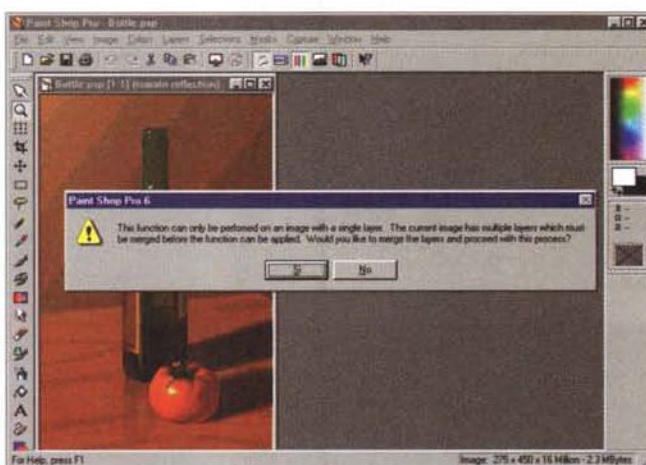 Paint Shop Pro - Bottle.psp
File Edit View Image Colors Layers Selections Masks Capture Window Help
Bottle.psp [1:1] (tomato reflection)
Paint Shop Pro 6
This function can only be performed on an image with a single layer. The current image has multiple layers which must
be merged before the function can be applied. Would you like to merge the layers and proceed with this process?
Sì No
For Help, press F1
Image: 275 x 450 x 16 Million - 2.3 MBytes